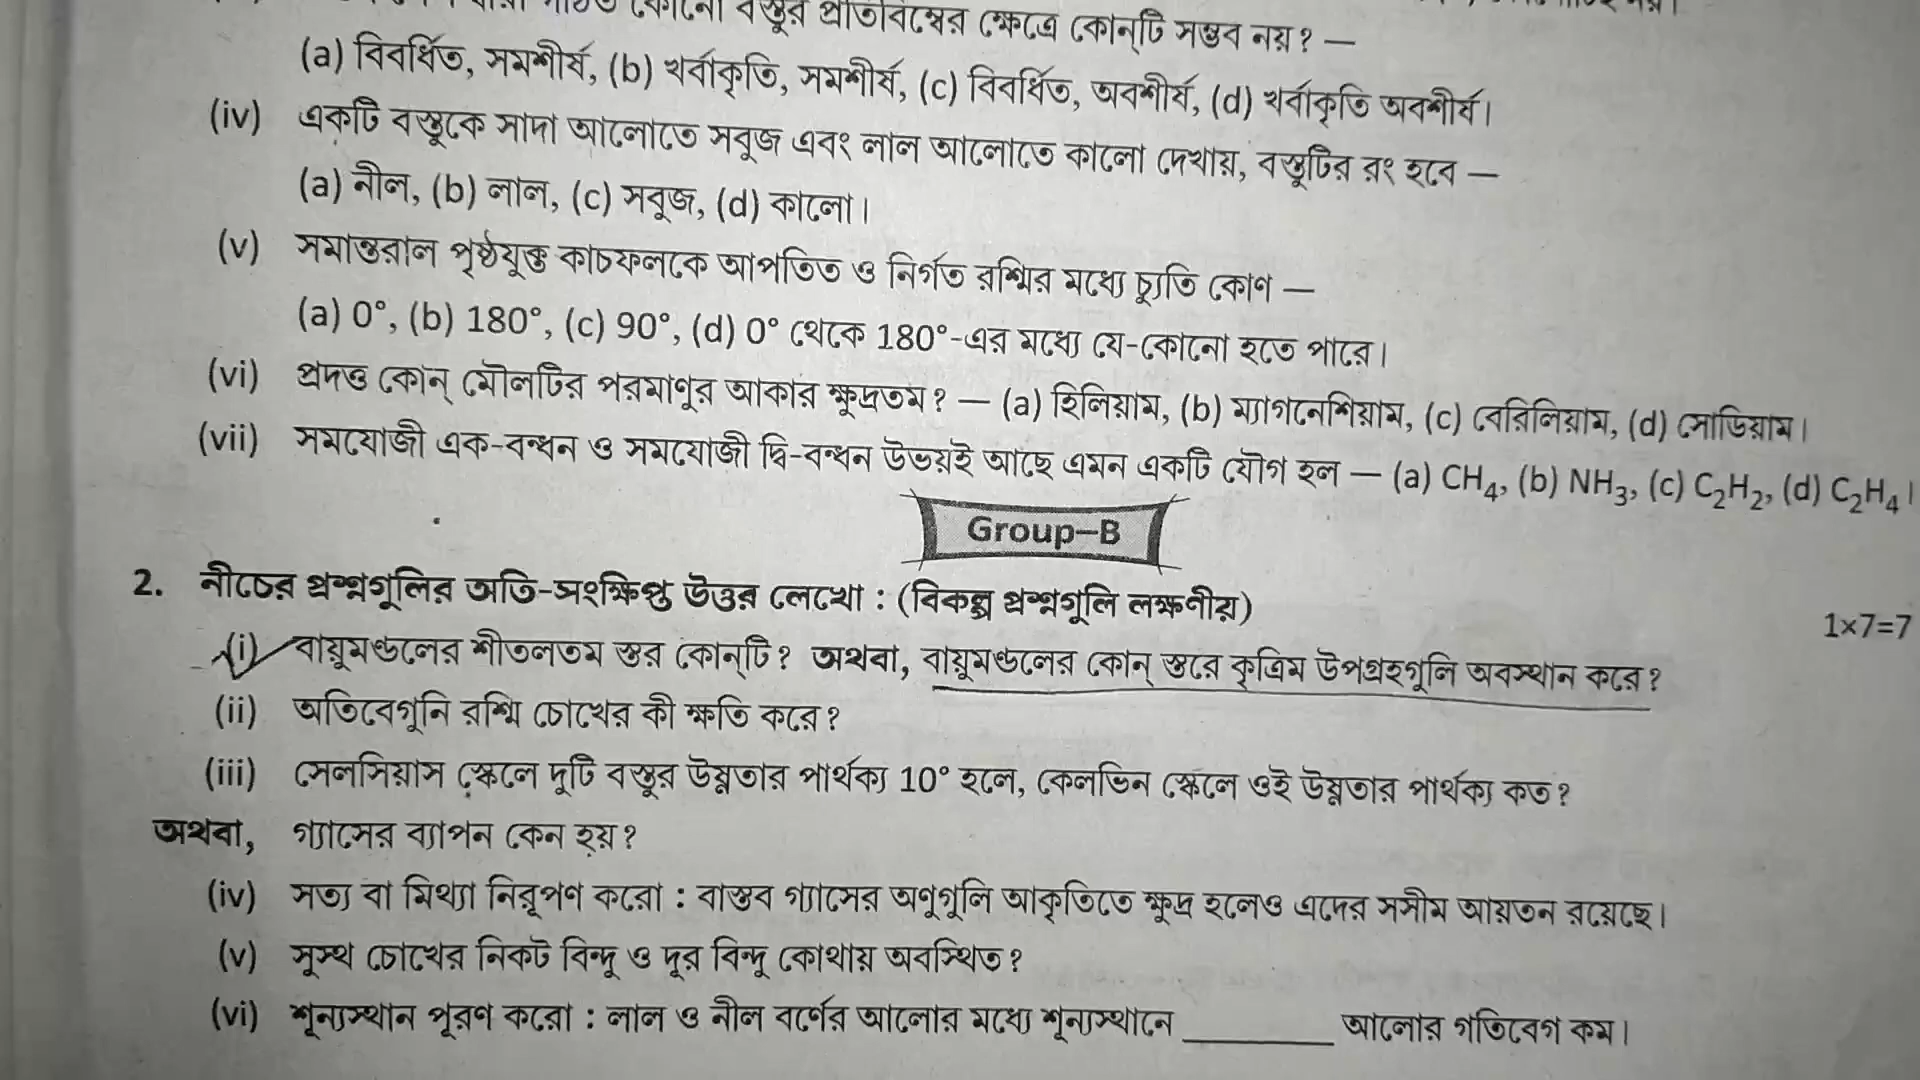 কোনো বস্তুর প্রতিবিম্বের ক্ষেত্রে কোন্‌টি সম্ভব নয়? —
(a) বিবর্ধিত, সমশীর্ষ, (b) খর্বাকৃতি, সমশীর্ষ, (c) বিবর্ধিত, অবশীর্ষ, (d) খর্বাকৃতি অবশীর্ষ।
(iv) একটি বস্তুকে সাদা আলোতে সবুজ এবং লাল আলোতে কালো দেখায়, বস্তুটির রং হবে —
(a) নীল, (b) লাল, (c) সবুজ, (d) কালো।
(v) সমান্তরাল পৃষ্ঠযুক্ত কাচফলকে আপতিত ও নির্গত রশ্মির মধ্যে চ্যুতি কোণ —
(a) 0°, (b) 180°, (c) 90°, (d) 0° থেকে 180°-এর মধ্যে যে-কোনো হতে পারে।
(vi) প্রদত্ত কোন্ মৌলটির পরমাণুর আকার ক্ষুদ্রতম? — (a) হিলিয়াম, (b) ম্যাগনেশিয়াম, (c) বেরিলিয়াম, (d) সোডিয়াম।
(vii) সমযোজী এক-বন্ধন ও সমযোজী দ্বি-বন্ধন উভয়ই আছে এমন একটি যৌগ হল — (a) CH₄, (b) NH₃, (c) C₂H₂, (d) C₂H₄।
Group–B
2. নীচের প্রশ্নগুলির অতি-সংক্ষিপ্ত উত্তর লেখো : (বিকল্প প্রশ্নগুলি লক্ষণীয়)
1×7=7
(i) বায়ুমণ্ডলের শীতলতম স্তর কোন্‌টি? অথবা, বায়ুমণ্ডলের কোন্ স্তরে কৃত্রিম উপগ্রহগুলি অবস্থান করে?
(ii) অতিবেগুনি রশ্মি চোখের কী ক্ষতি করে?
(iii) সেলসিয়াস স্কেলে দুটি বস্তুর উষ্ণতার পার্থক্য 10° হলে, কেলভিন স্কেলে ওই উষ্ণতার পার্থক্য কত?
অথবা, গ্যাসের ব্যাপন কেন হয়?
(iv) সত্য বা মিথ্যা নিরূপণ করো : বাস্তব গ্যাসের অণুগুলি আকৃতিতে ক্ষুদ্র হলেও এদের সসীম আয়তন রয়েছে।
(v) সুস্থ চোখের নিকট বিন্দু ও দূর বিন্দু কোথায় অবস্থিত?
(vi) শূন্যস্থান পূরণ করো : লাল ও নীল বর্ণের আলোর মধ্যে শূন্যস্থানে ________ আলোর গতিবেগ কম।